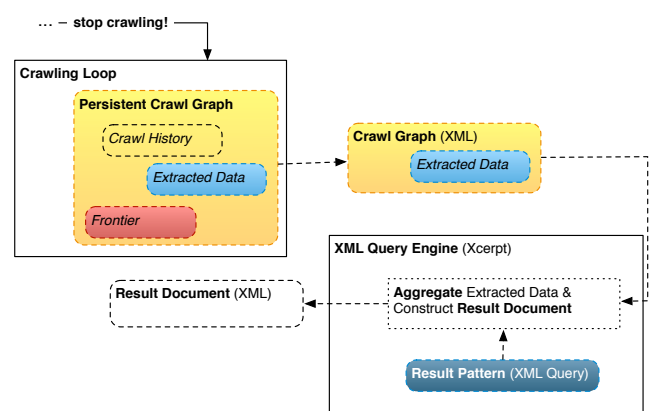 ... – stop crawling!
Crawling Loop
Persistent Crawl Graph
Crawl History
Extracted Data
Frontier
Crawl Graph (XML)
Extracted Data
XML Query Engine (Xcerpt)
Aggregate Extracted Data &
Construct Result Document
Result Pattern (XML Query)
Result Document (XML)